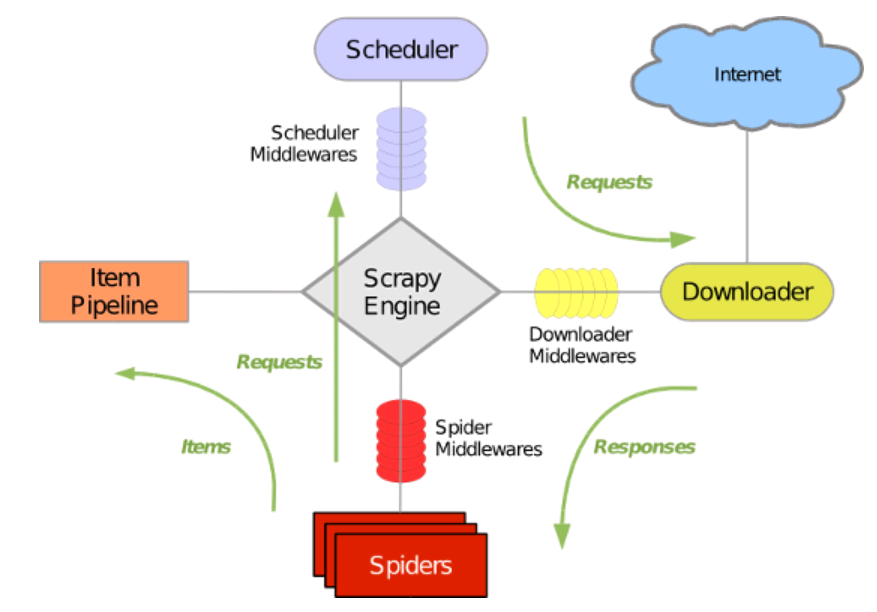 Scheduler
Internet
Scheduler
Middlewares
Requests
Item
Pipeline
Scrapy
Engine
Downloader
Downloader
Middlewares
Requests
Items
Spider
Middlewares
Responses
Spiders